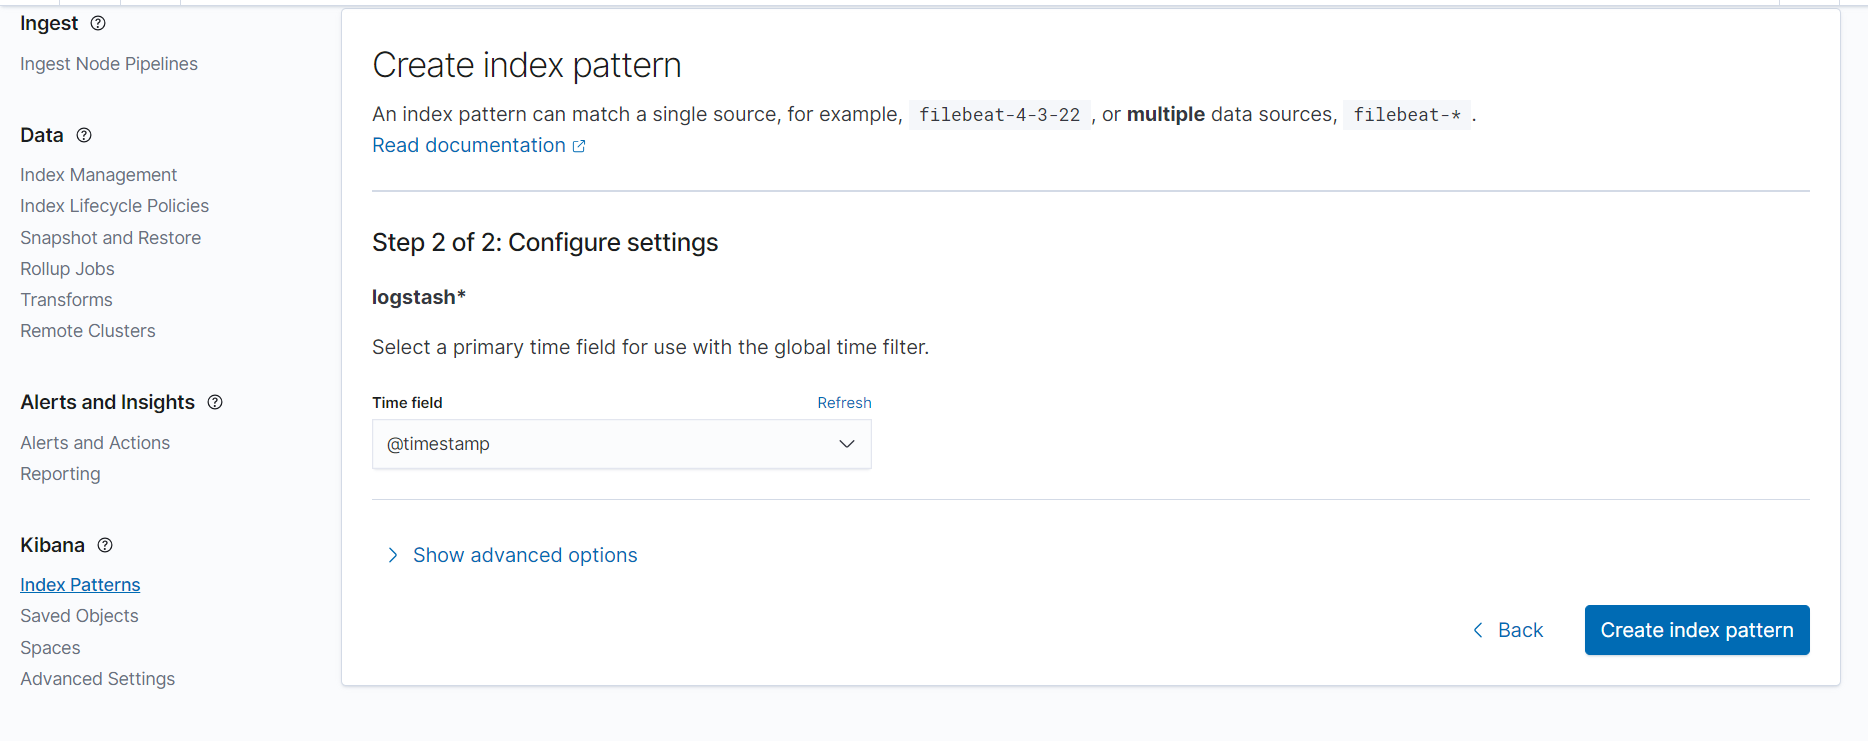 Ingest
Ingest Node Pipelines
Data
Index Management
Index Lifecycle Policies
Snapshot and Restore
Rollup Jobs
Transforms
Remote Clusters
Alerts and Insights
Alerts and Actions
Reporting
Kibana
Index Patterns
Saved Objects
Spaces
Advanced Settings
Create index pattern
An index pattern can match a single source, for example, filebeat-4-3-22 , or multiple data sources, filebeat-* .
Read documentation
Step 2 of 2: Configure settings
logstash*
Select a primary time field for use with the global time filter.
Time field Refresh
@timestamp
Show advanced options
Back Create index pattern